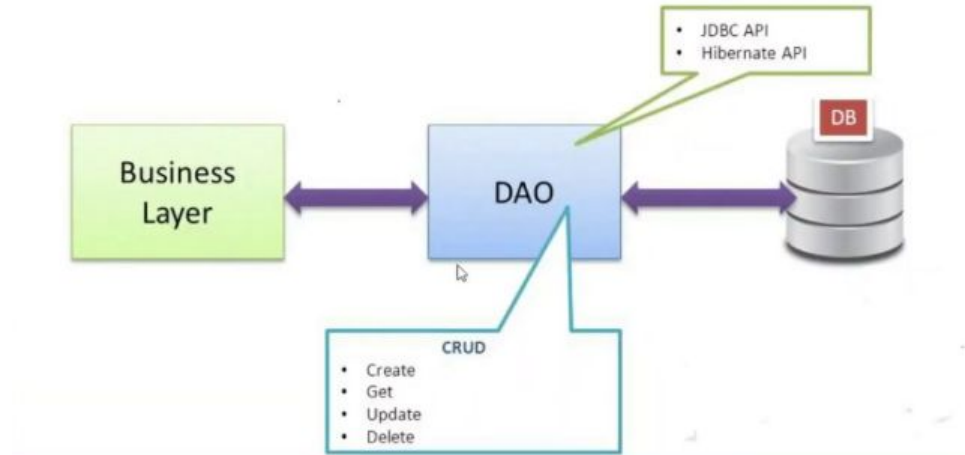 • JDBC API
• Hibernate API
DB
Business
Layer
DAO
CRUD
• Create
• Get
• Update
• Delete